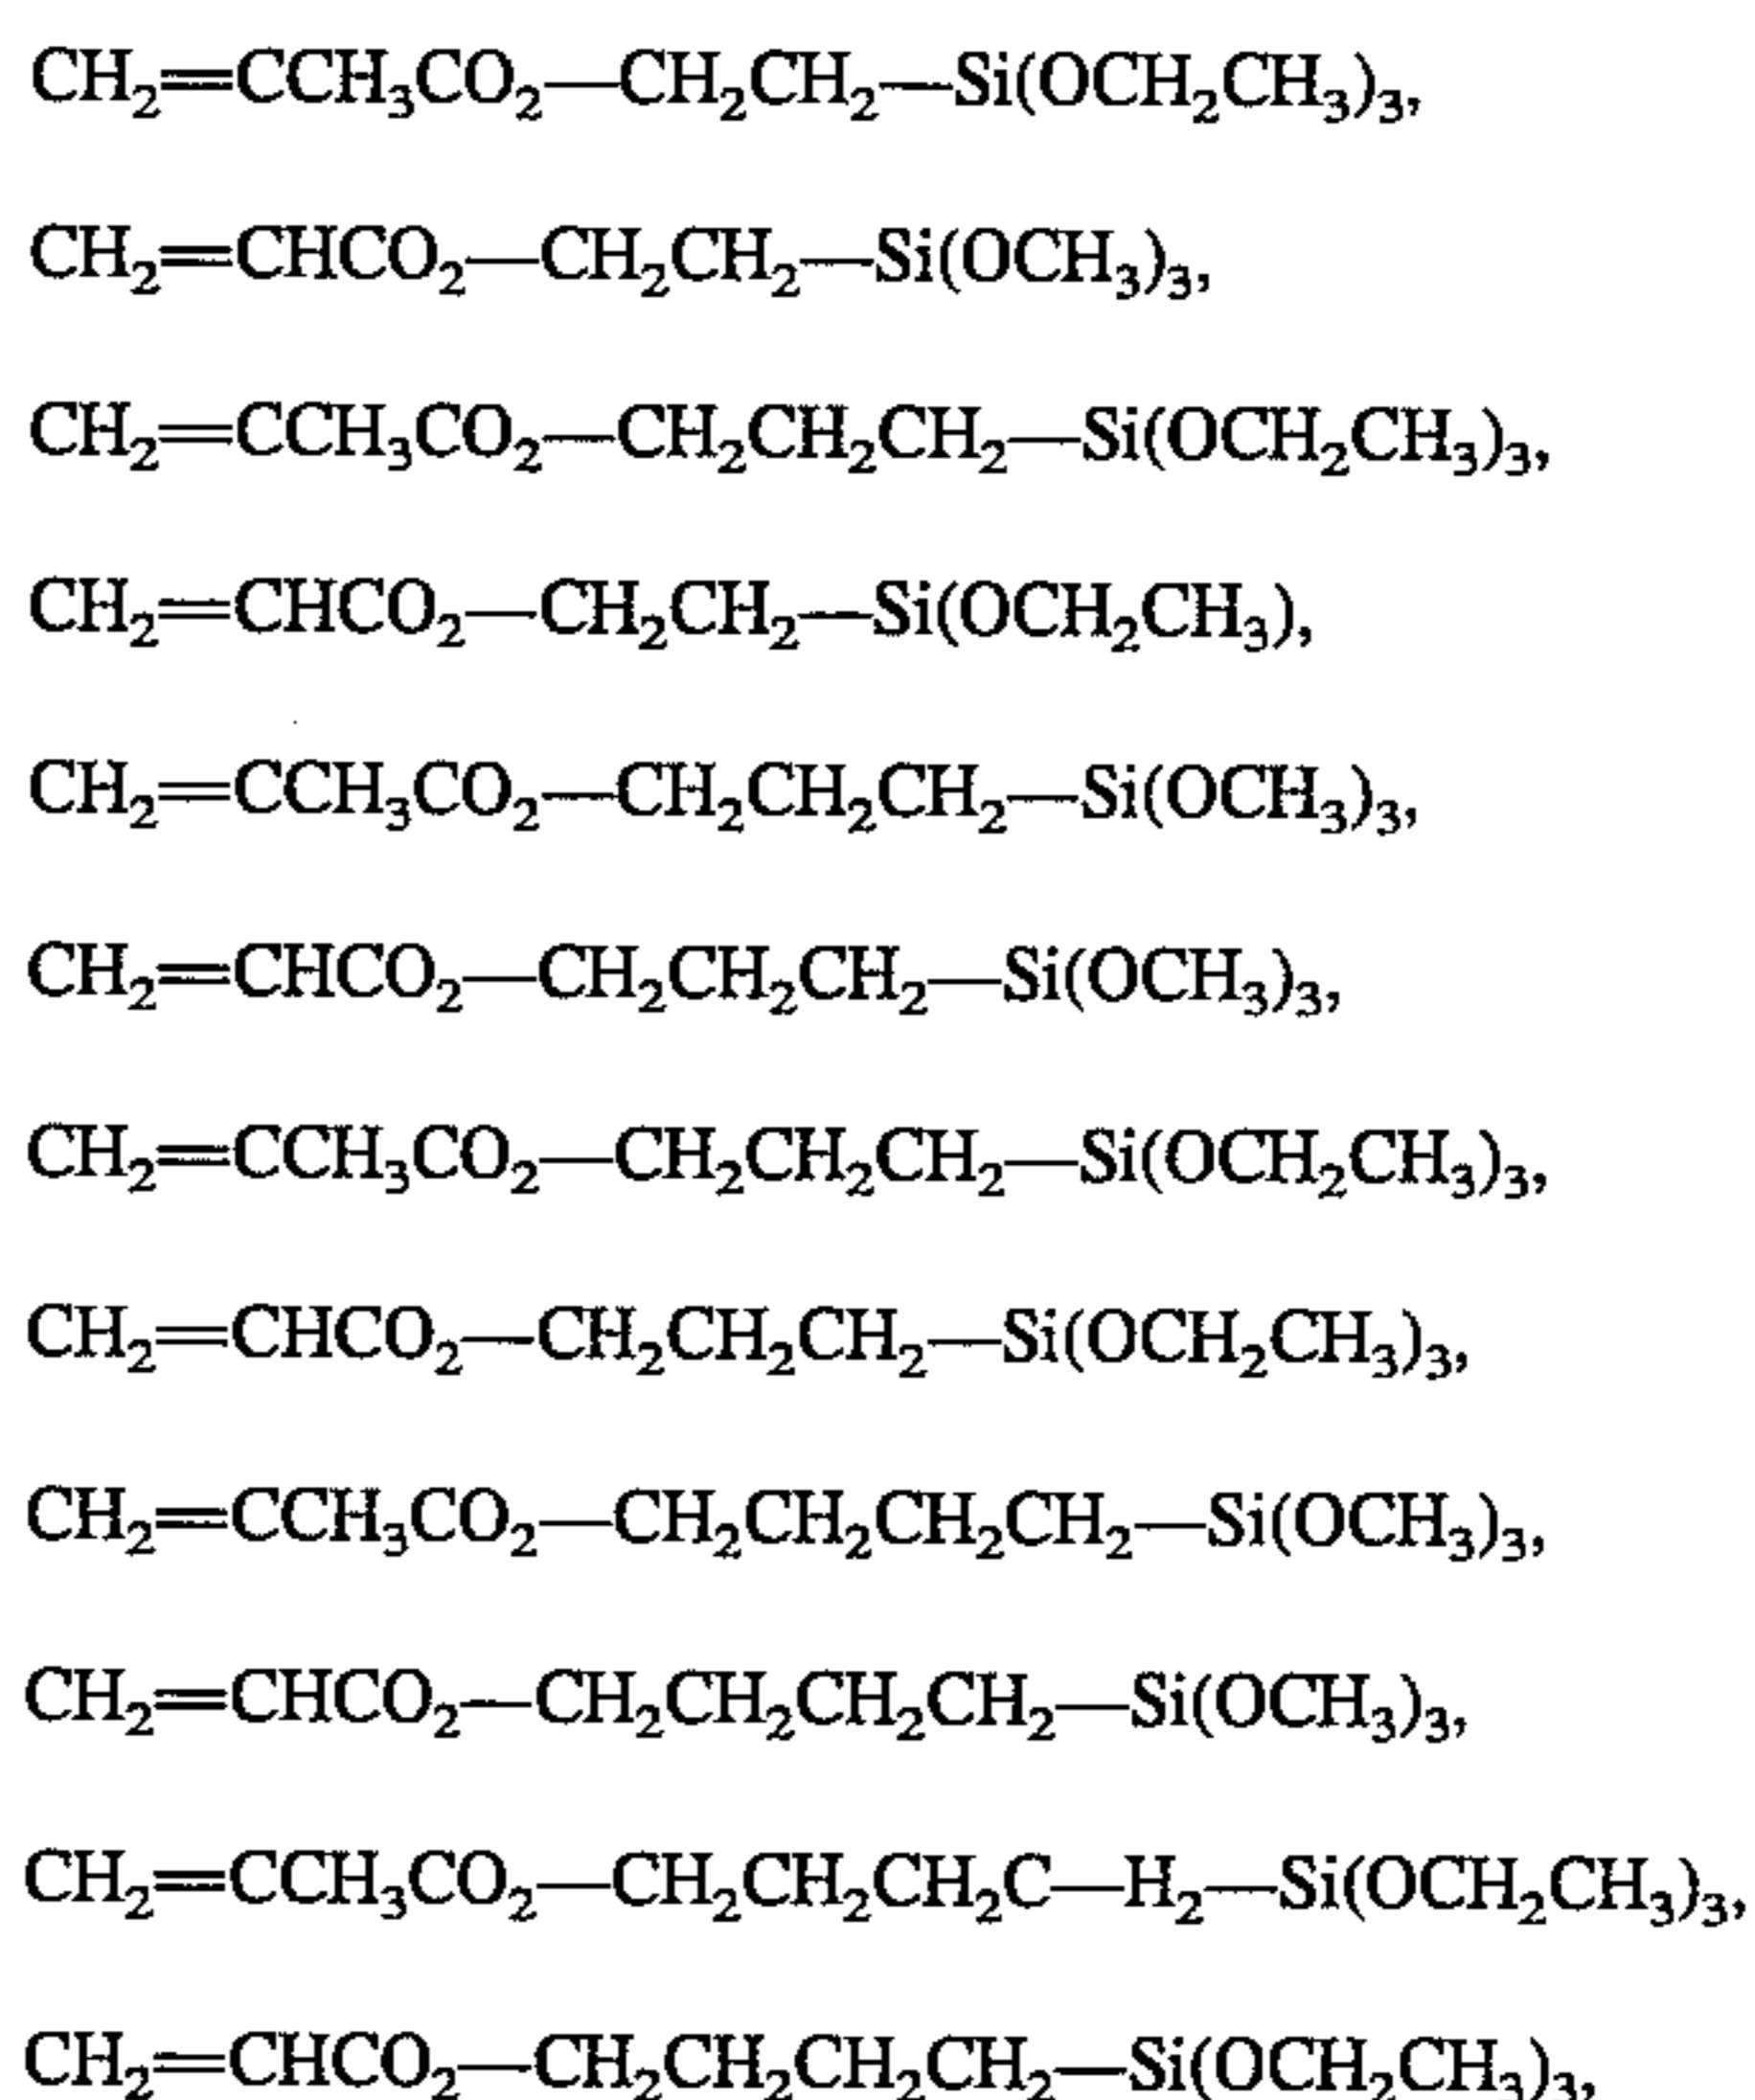 CH₂=CCH₃CO₂—CH₂CH₂—Si(OCH₂CH₃)₃,
CH₂=CHCO₂—CH₂CH₂—Si(OCH₃)₃,
CH₂=CCH₃CO₂—CH₂CH₂CH₂—Si(OCH₂CH₃)₃,
CH₂=CHCO₂—CH₂CH₂—Si(OCH₂CH₃),
CH₂=CCH₃CO₂—CH₂CH₂CH₂—Si(OCH₃)₃,
CH₂=CHCO₂—CH₂CH₂CH₂—Si(OCH₃)₃,
CH₂=CCH₃CO₂—CH₂CH₂CH₂—Si(OCH₂CH₃)₃,
CH₂=CHCO₂—CH₂CH₂CH₂—Si(OCH₂CH₃)₃,
CH₂=CCH₃CO₂—CH₂CH₂CH₂CH₂—Si(OCH₃)₃,
CH₂=CHCO₂—CH₂CH₂CH₂CH₂—Si(OCH₃)₃,
CH₂=CCH₃CO₂—CH₂CH₂CH₂C—H₂—Si(OCH₂CH₃)₃,
CH₂=CHCO₂—CH₂CH₂CH₂CH₂—Si(OCH₂CH₃)₃,